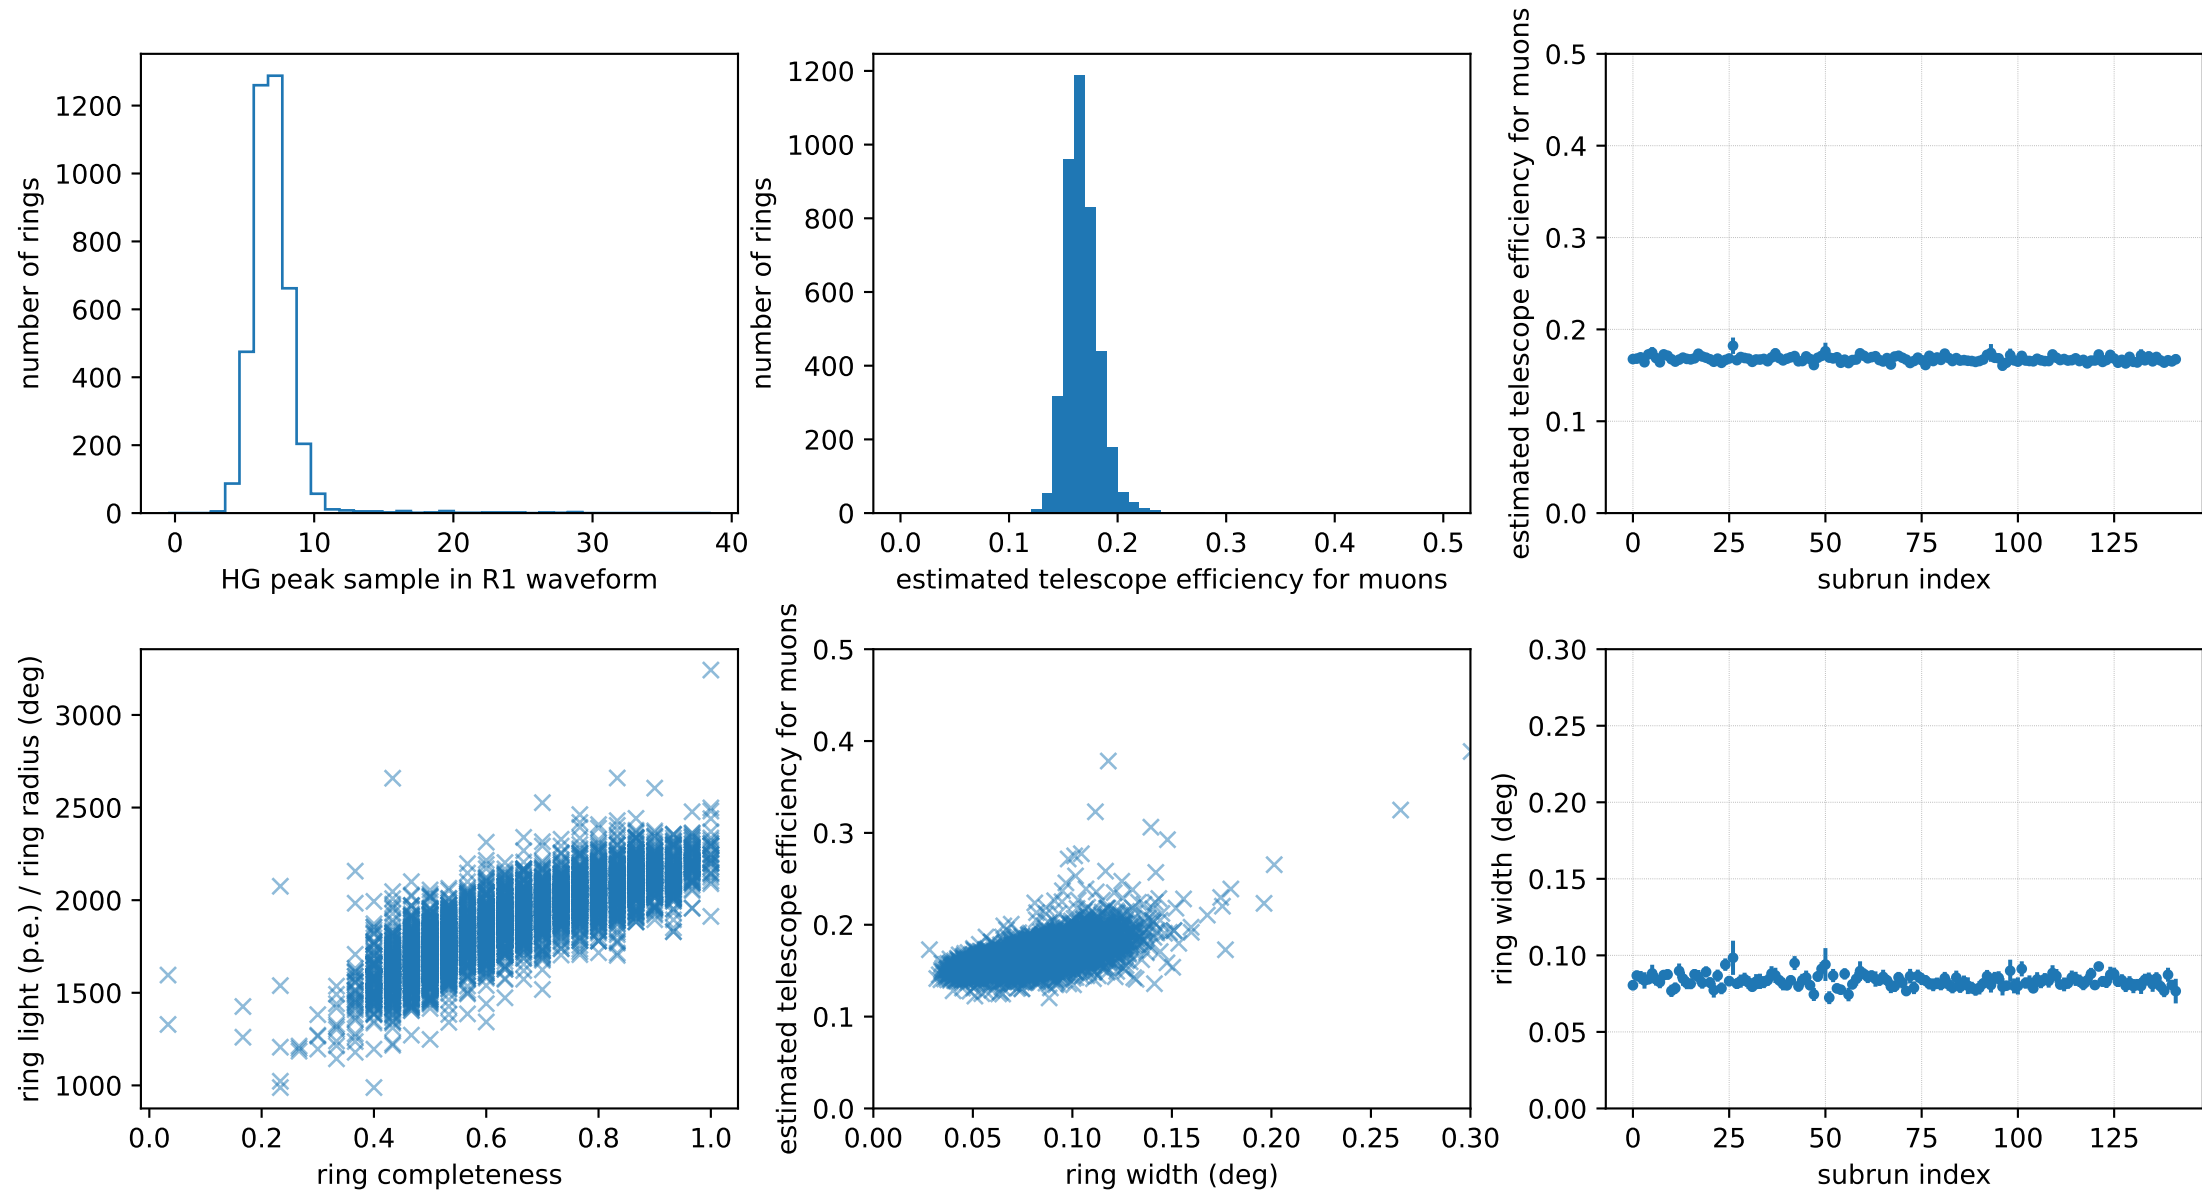 number of rings
1200
1000
800
600
400
200
0
0 10 20 30 40
HG peak sample in R1 waveform
number of rings
1200
1000
800
600
400
200
0
0.0 0.1 0.2 0.3 0.4 0.5
estimated telescope efficiency for muons
estimated telescope efficiency for muons
0.5
0.4
0.3
0.2
0.1
0.0
0 25 50 75 100 125
subrun index
ring light (p.e.) / ring radius (deg)
3000
2500
2000
1500
1000
0.0 0.2 0.4 0.6 0.8 1.0
ring completeness
estimated telescope efficiency for muons
0.5
0.4
0.3
0.2
0.1
0.0
0.00 0.05 0.10 0.15 0.20 0.25 0.30
ring width (deg)
ring width (deg)
0.30
0.25
0.20
0.15
0.10
0.05
0.00
0 25 50 75 100 125
subrun index